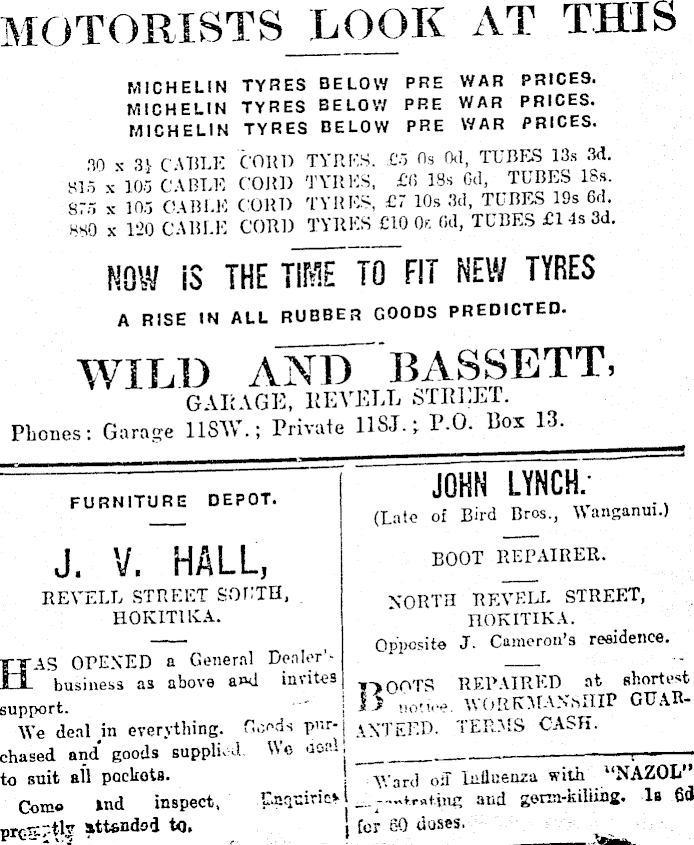 MOTORISTS LOOK AT THIS
MICHELIN TYRES BELOW PRE WAR PRICES.
MICHELIN TYRES BELOW PRE WAR PRICES.
MICHELIN TYRES BELOW PRE WAR PRICES.
30 x 3½ CABLE CORD TYRES. £5 0s 0d, TUBES 13s 3d.
815 x 105 CABLE CORD TYRES, £6 18s 6d, TUBES 18s.
875 x 105 CABLE CORD TYRES, £7 10s 3d, TUBES 19s 6d.
880 x 120 CABLE CORD TYRES £10 0s 6d, TUBES £1 4s 3d.
NOW IS THE TIME TO FIT NEW TYRES
A RISE IN ALL RUBBER GOODS PREDICTED.
WILD AND BASSETT,
GARAGE, REVELL STREET.
Phones: Garage 118W.; Private 118J.; P.O. Box 13.
FURNITURE DEPOT.
J. V. HALL,
REVELL STREET SOUTH,
HOKITIKA.
HAS OPENED a General Dealer's
business as above and invites
support.
We deal in everything. Goods pur-
chased and goods supplied. We deal
to suit all pockets.
Come and inspect, Enquiries
promptly attended to.
JOHN LYNCH.
(Late of Bird Bros., Wanganui.)
BOOT REPAIRER.
NORTH REVELL STREET,
HOKITIKA.
Opposite J. Cameron's residence.
BOOTS REPAIRED at shortest
notice. WORKMANSHIP GUAR-
ANTEED. TERMS CASH.
Ward off Influenza with "NAZOL"
and germ-killing. 1s 6d
for 60 doses.